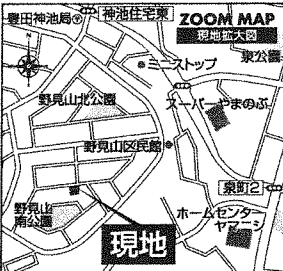 豊田神池局
神池住宅東
ZOOM MAP
現地拡大図
泉公園
ミニストップ
野見山北公園
スーパーやまのぶ
野見山区民館
泉町2
野見山
南公園
ホームセンター
ヤマージ
現地